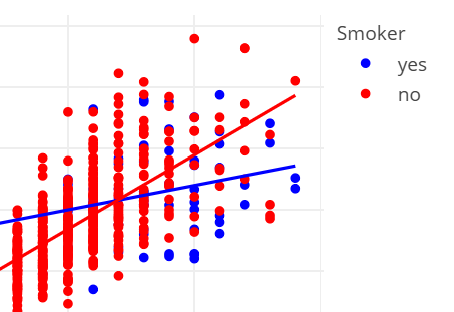 Smoker
yes
no